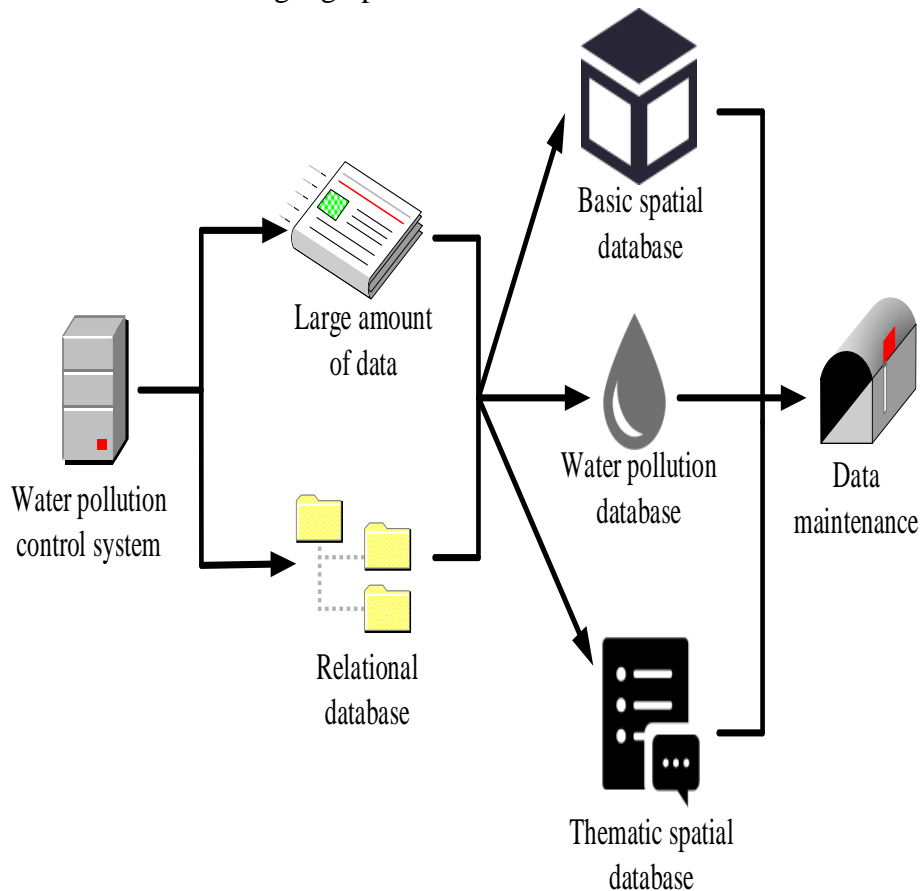 Basic spatial
database
Large amount
of data
Water pollution
control system
Water pollution
database
Data
maintenance
Relational
database
Thematic spatial
database